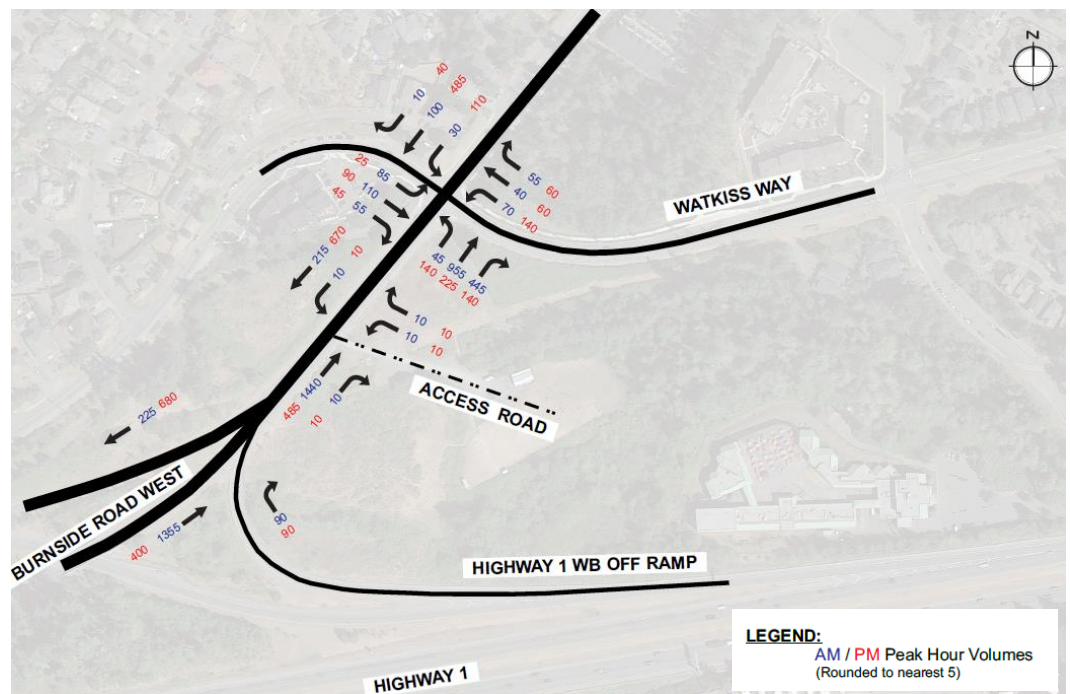 N
40
485
110
10
100
30
25 85
90 110
45 55
55 60
40 60
70 140
WATKISS WAY
215 670
10 10
45 955 445
140 225 140
10 10
10 10
ACCESS ROAD
485 1440
10 10
225 680
BURNSIDE ROAD WEST
400 1355
90
90
HIGHWAY 1 WB OFF RAMP
HIGHWAY 1
LEGEND:
AM / PM Peak Hour Volumes
(Rounded to nearest 5)